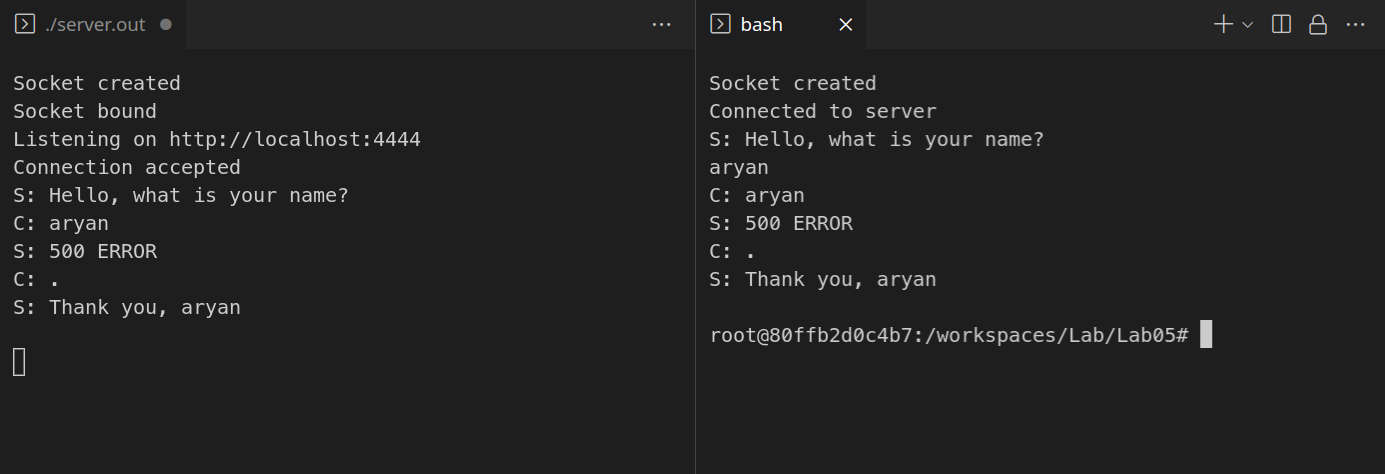 ./server.out
Socket created
Socket bound
Listening on http://localhost:4444
Connection accepted
S: Hello, what is your name?
C: aryan
S: 500 ERROR
C: .
S: Thank you, aryan
bash
Socket created
Connected to server
S: Hello, what is your name?
aryan
C: aryan
S: 500 ERROR
C: .
S: Thank you, aryan
root@80ffb2d0c4b7:/workspaces/Lab/Lab05#